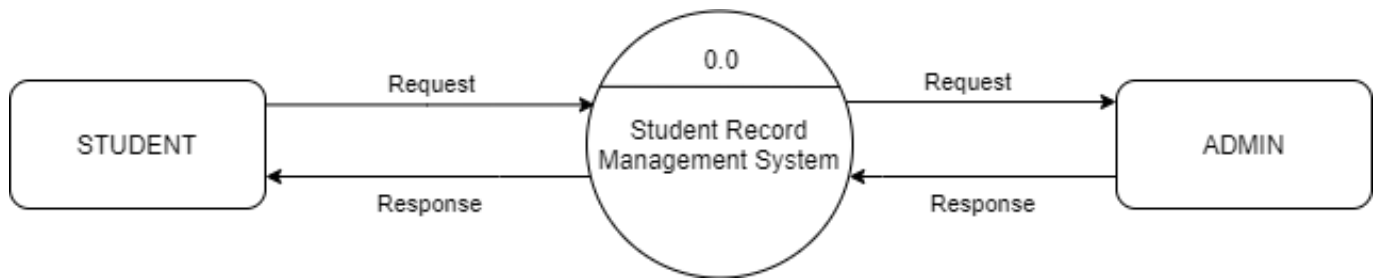 0.0
Request
Request
STUDENT
Student Record
Management System
ADMIN
Response
Response